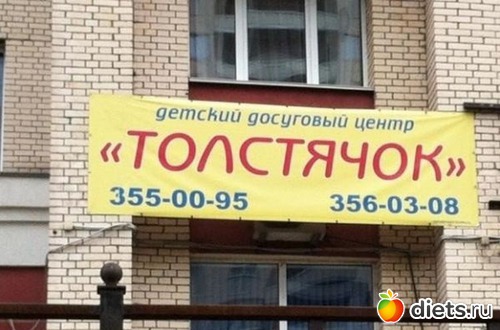 детский досуговый центр
«ТОЛСТЯЧОК»
355-00-95 356-03-08
diets.ru